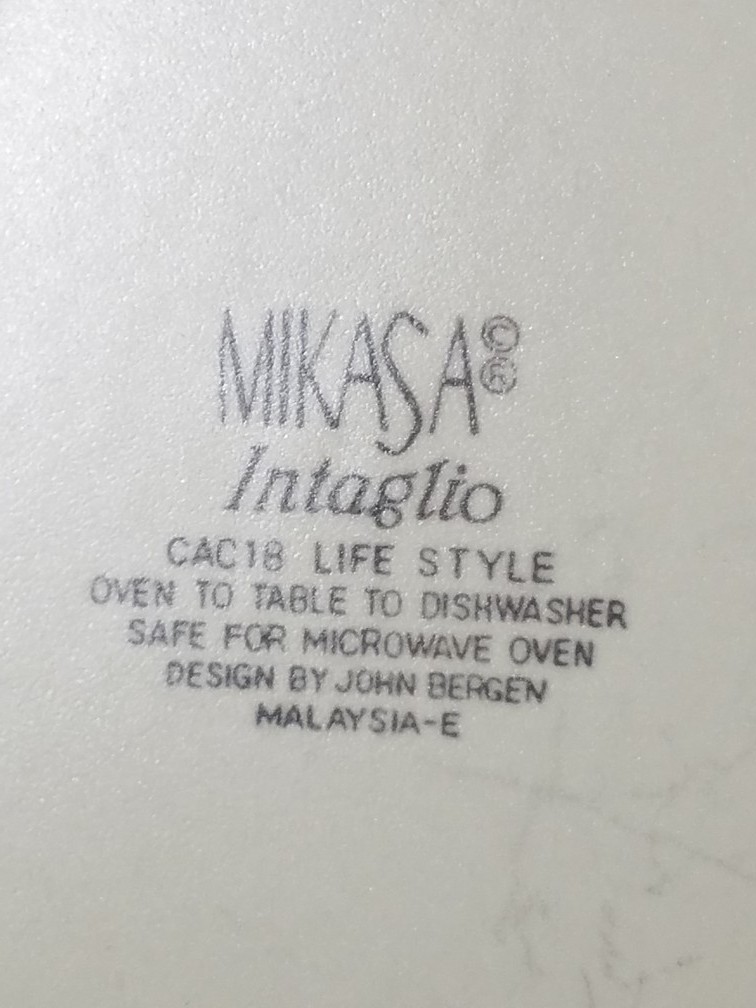 MIKASA©®
Intaglio
CAC18 LIFE STYLE
OVEN TO TABLE TO DISHWASHER
SAFE FOR MICROWAVE OVEN
DESIGN BY JOHN BERGEN
MALAYSIA-E